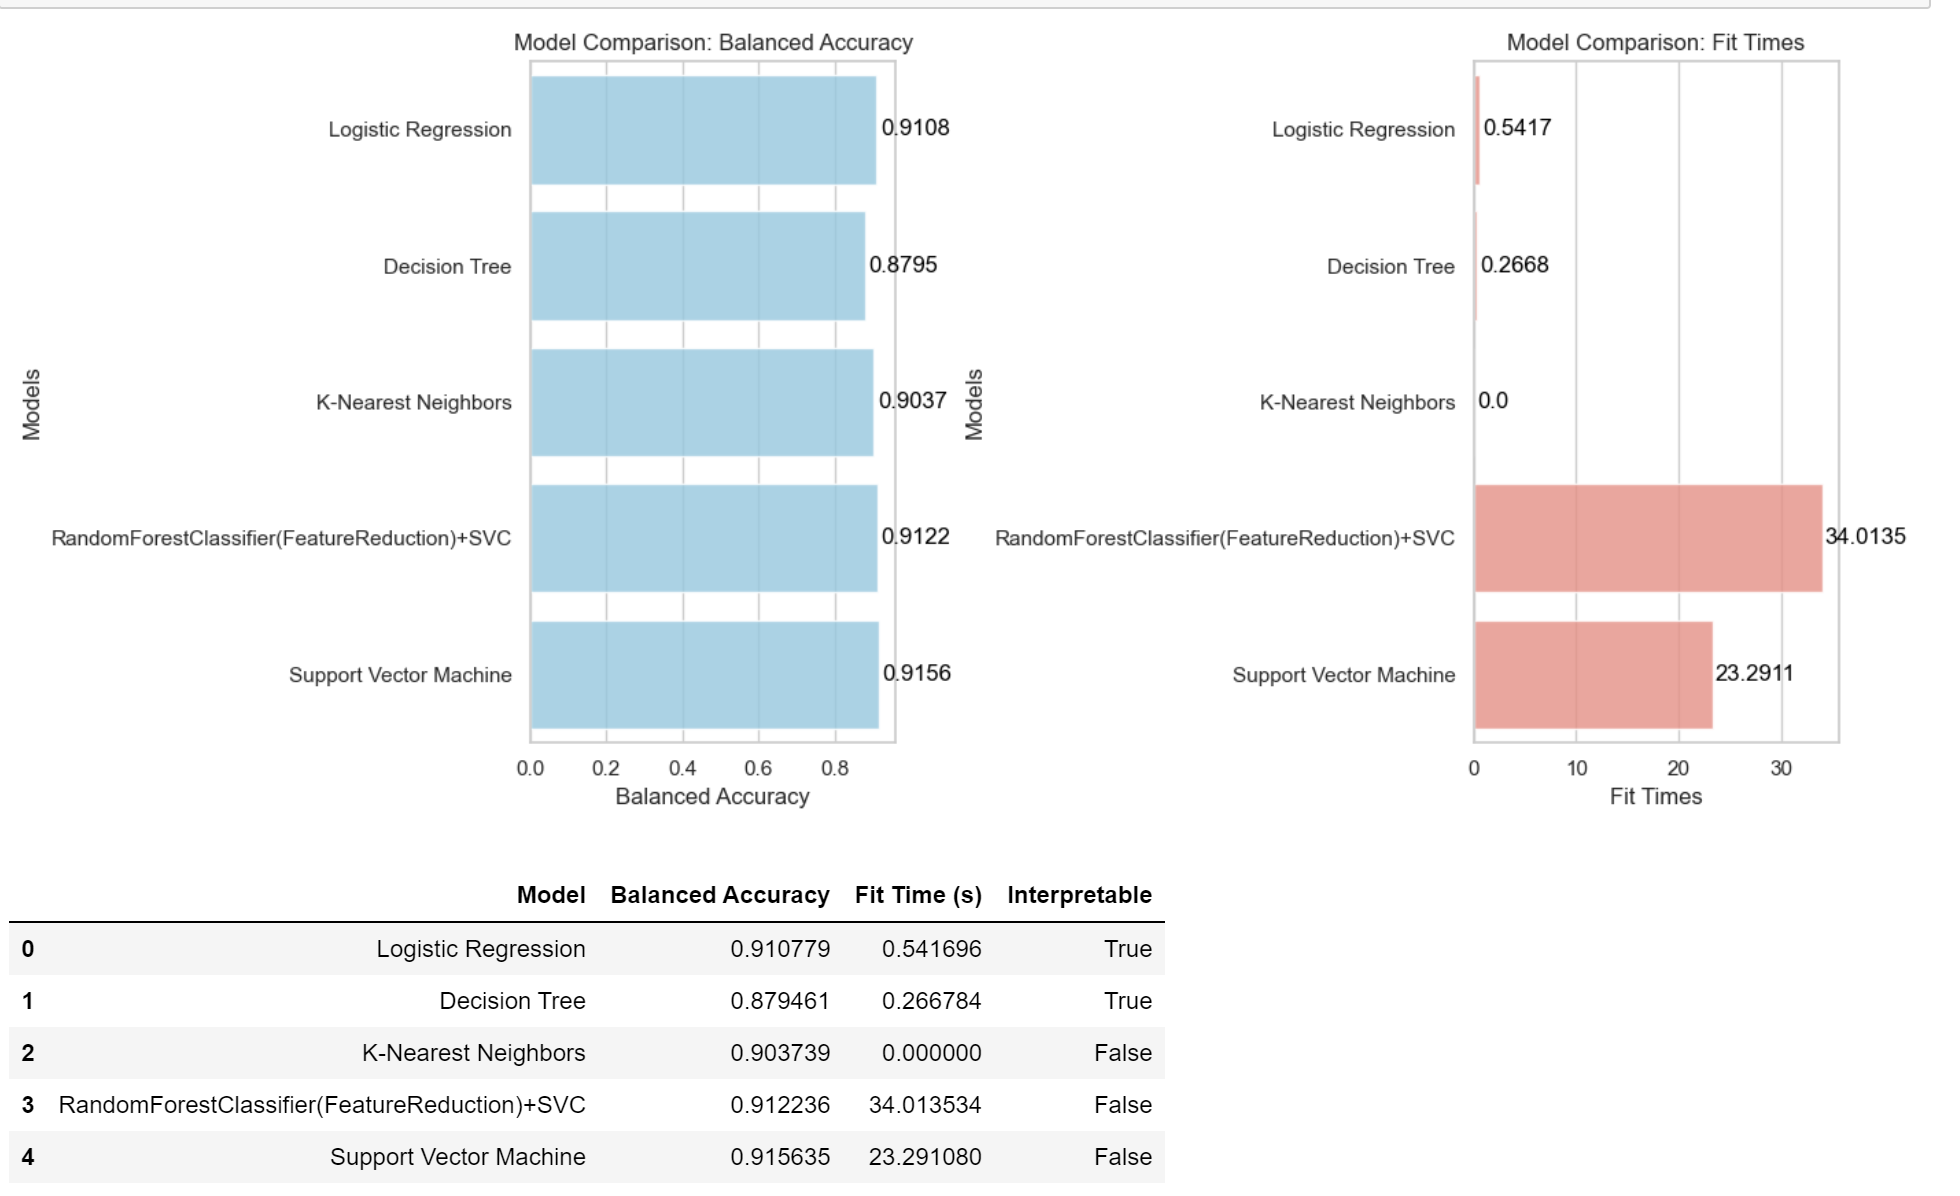 Model Comparison: Balanced Accuracy
Models
Logistic Regression 0.9108
Decision Tree 0.8795
K-Nearest Neighbors 0.9037
RandomForestClassifier(FeatureReduction)+SVC 0.9122
Support Vector Machine 0.9156
0.0 0.2 0.4 0.6 0.8
Balanced Accuracy
Model Comparison: Fit Times
Models
Logistic Regression 0.5417
Decision Tree 0.2668
K-Nearest Neighbors 0.0
RandomForestClassifier(FeatureReduction)+SVC 34.0135
Support Vector Machine 23.2911
0 10 20 30
Fit Times
Model Balanced Accuracy Fit Time (s) Interpretable
0 Logistic Regression 0.910779 0.541696 True
1 Decision Tree 0.879461 0.266784 True
2 K-Nearest Neighbors 0.903739 0.000000 False
3 RandomForestClassifier(FeatureReduction)+SVC 0.912236 34.013534 False
4 Support Vector Machine 0.915635 23.291080 False